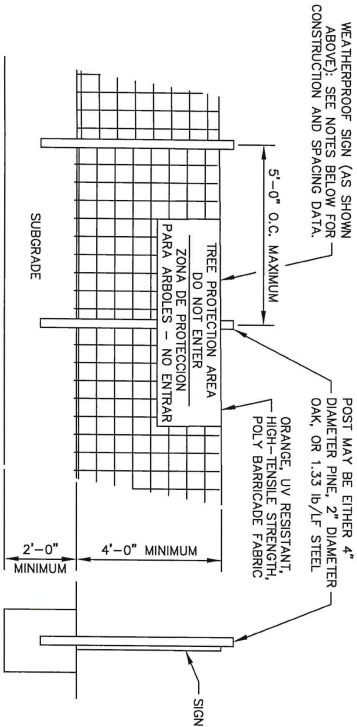 WEATHERPROOF SIGN (AS SHOWN
ABOVE): SEE NOTES BELOW FOR
CONSTRUCTION AND SPACING DATA.
5'-0" O.C. MAXIMUM
POST MAY BE EITHER 4"
DIAMETER PINE, 2" DIAMETER
OAK, OR 1.33 lb/LF STEEL
ORANGE, UV RESISTANT,
HIGH-TENSILE STRENGTH,
POLY BARRICADE FABRIC
TREE PROTECTION AREA
DO NOT ENTER
ZONA DE PROTECCION
PARA ARBOLES - NO ENTRAR
SUBGRADE
4'-0" MINIMUM
2'-0"
MINIMUM
SIGN